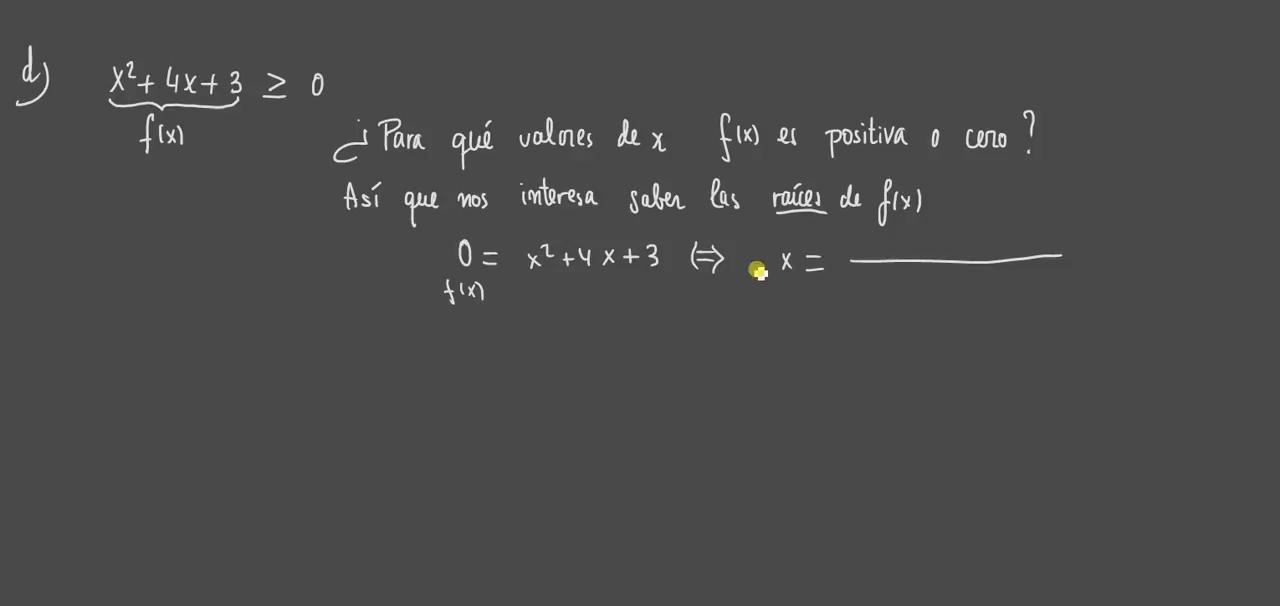 d) x² + 4x + 3 ≥ 0
f(x)
¿Para qué valores de x f(x) es positiva o cero?
Así que nos interesa saber las raíces de f(x)
0 = x² + 4x + 3 ⇔ x =
f(x)